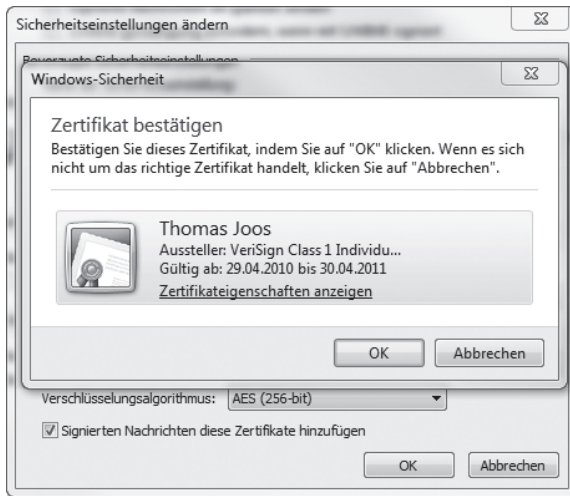 Sicherheitseinstellungen ändern
Bevorzugte Sicherheitseinstellungen
Windows-Sicherheit
Zertifikat bestätigen
Bestätigen Sie dieses Zertifikat, indem Sie auf "OK" klicken. Wenn es sich
nicht um das richtige Zertifikat handelt, klicken Sie auf "Abbrechen".
Thomas Joos
Aussteller: VeriSign Class 1 Individu...
Gültig ab: 29.04.2010 bis 30.04.2011
Zertifikateigenschaften anzeigen
OK Abbrechen
Verschlüsselungsalgorithmus: AES (256-bit)
Signierten Nachrichten diese Zertifikate hinzufügen
OK Abbrechen